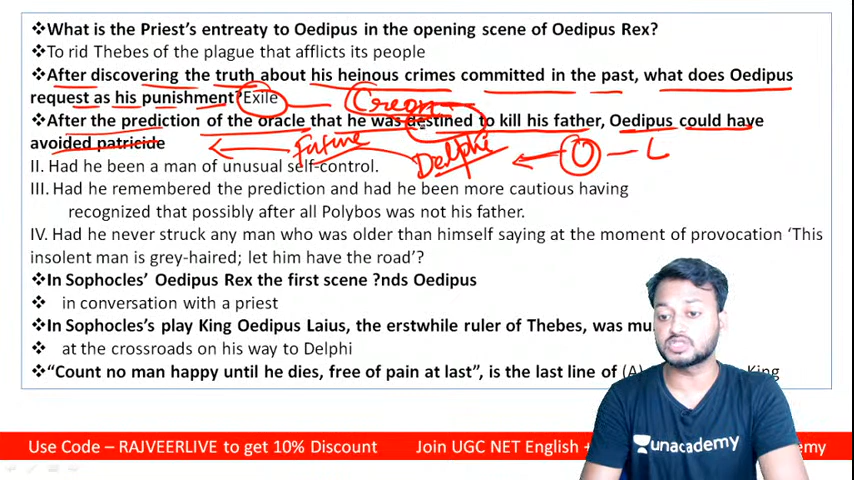 ❖What is the Priest's entreaty to Oedipus in the opening scene of Oedipus Rex?
❖To rid Thebes of the plague that afflicts its people
❖After discovering the truth about his heinous crimes committed in the past, what does Oedipus
request as his punishment? Exile Creon
❖After the prediction of the oracle that he was destined to kill his father, Oedipus could have
avoided patricide Future Delphi O – L
II. Had he been a man of unusual self-control.
III. Had he remembered the prediction and had he been more cautious having
recognized that possibly after all Polybos was not his father.
IV. Had he never struck any man who was older than himself saying at the moment of provocation 'This
insolent man is grey-haired; let him have the road'?
❖In Sophocles' Oedipus Rex the first scene ?nds Oedipus
❖ in conversation with a priest
❖In Sophocles's play King Oedipus Laius, the erstwhile ruler of Thebes, was
❖ at the crossroads on his way to Delphi
❖"Count no man happy until he dies, free of pain at last", is the last line of (A) King
unacademy
Use Code – RAJVEERLIVE to get 10% Discount Join UGC NET English